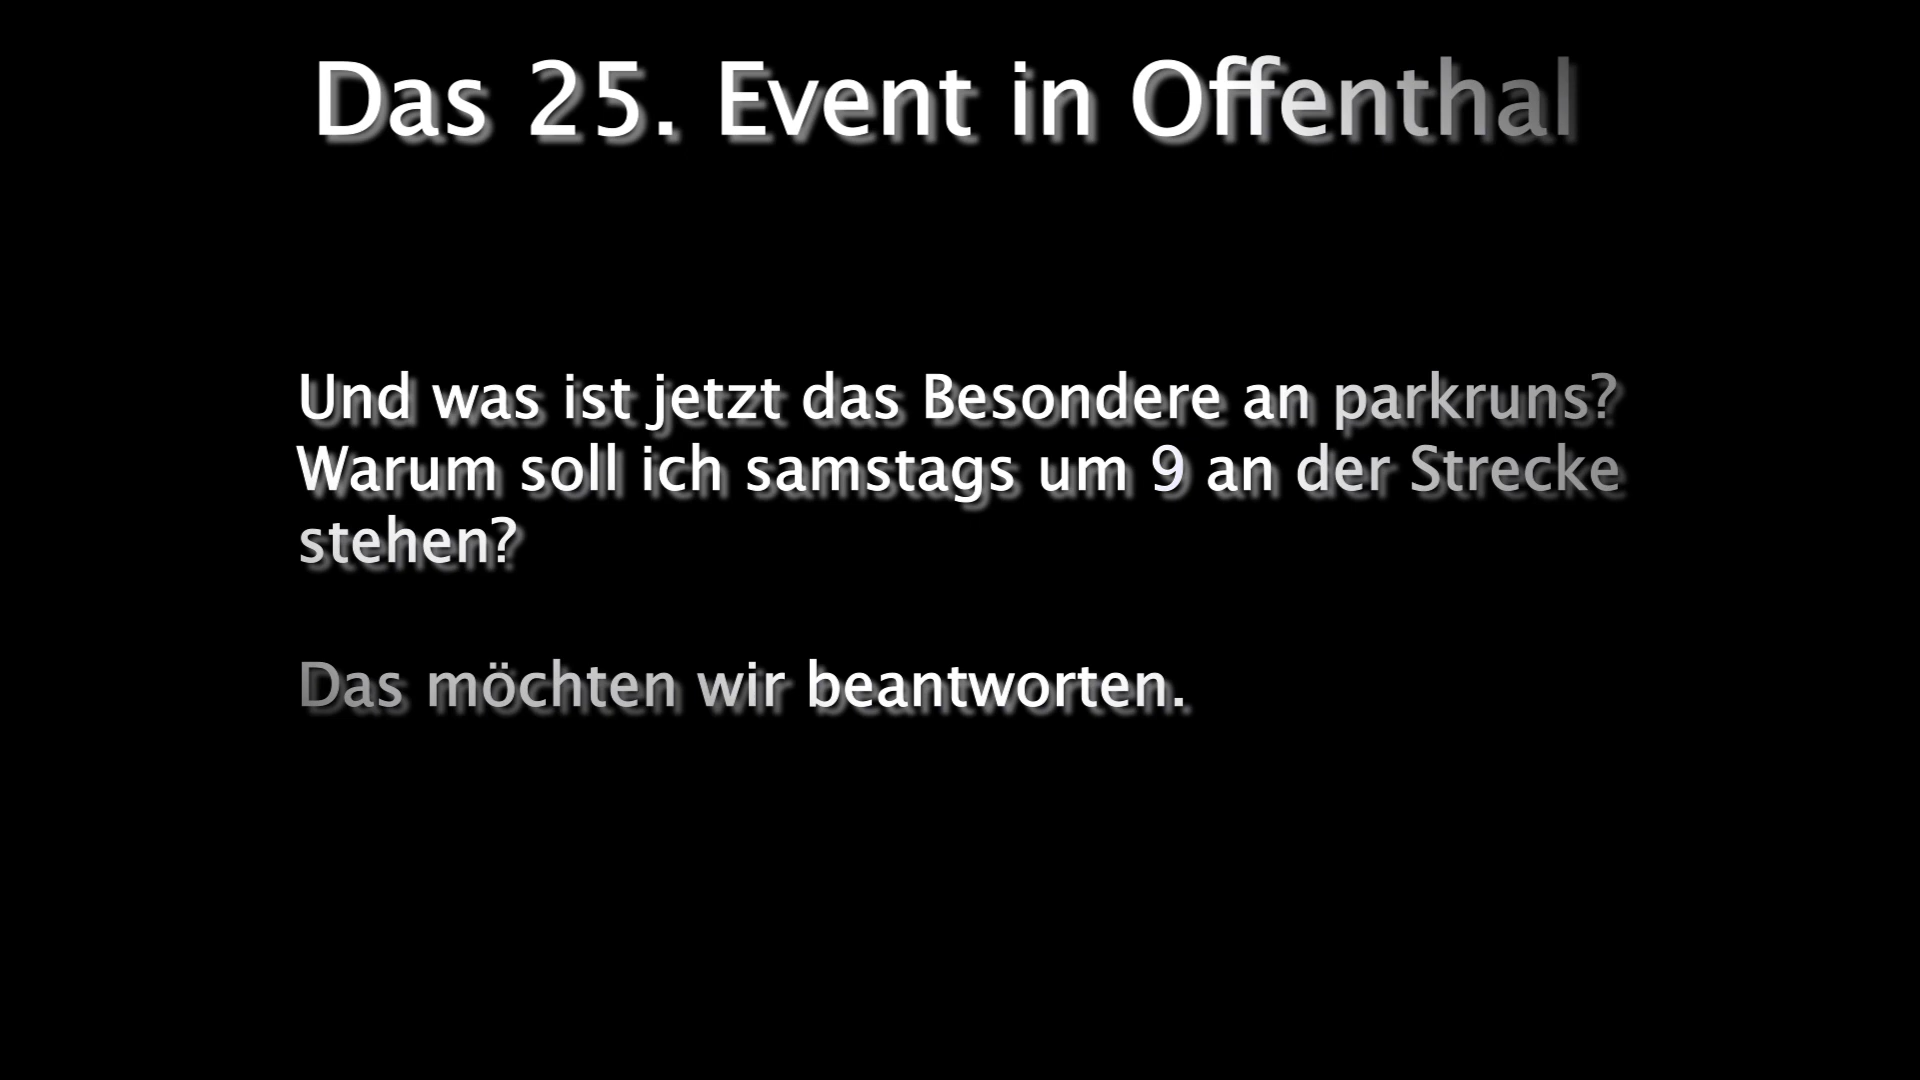 Das 25. Event in Offenthal
Und was ist jetzt das Besondere an parkruns?
Warum soll ich samstags um 9 an der Strecke
stehen?
Das möchten wir beantworten.